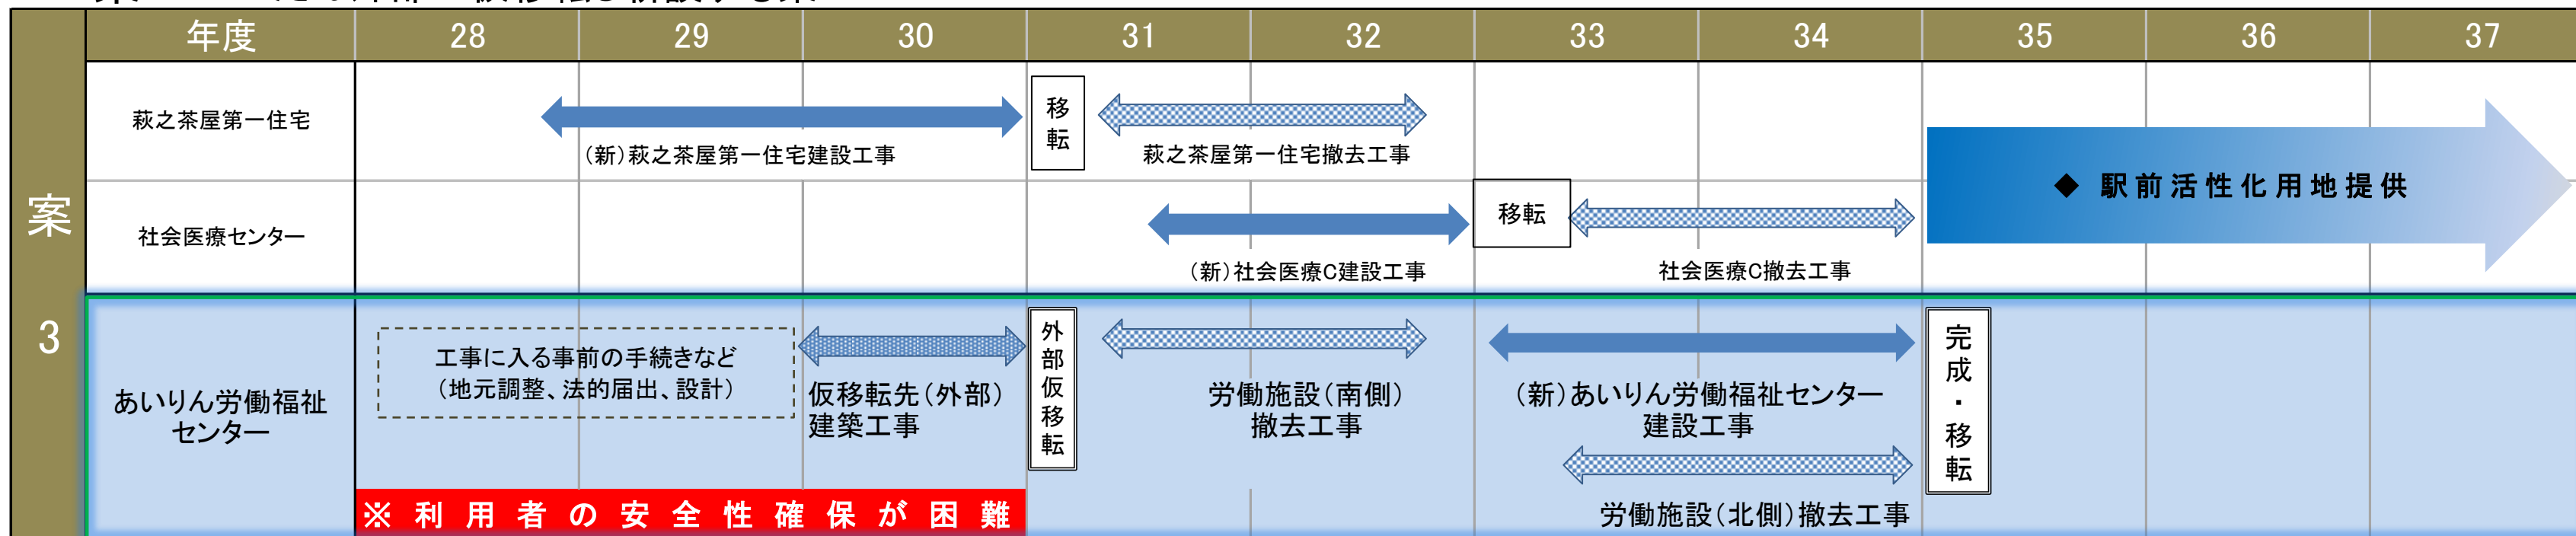 年度 28 29 30 31 32 33 34 35 36 37
案
3
萩之茶屋第一住宅
(新)萩之茶屋第一住宅建設工事
移転
萩之茶屋第一住宅撤去工事
社会医療センター
(新)社会医療C建設工事
移転
社会医療C撤去工事
◆ 駅前活性化用地提供
あいりん労働福祉
センター
工事に入る事前の手続きなど
(地元調整、法的届出、設計)
仮移転先(外部)
建築工事
外部仮移転
労働施設(南側)
撤去工事
(新)あいりん労働福祉センター
建設工事
労働施設(北側)撤去工事
完成・移転
※利用者の安全性確保が困難